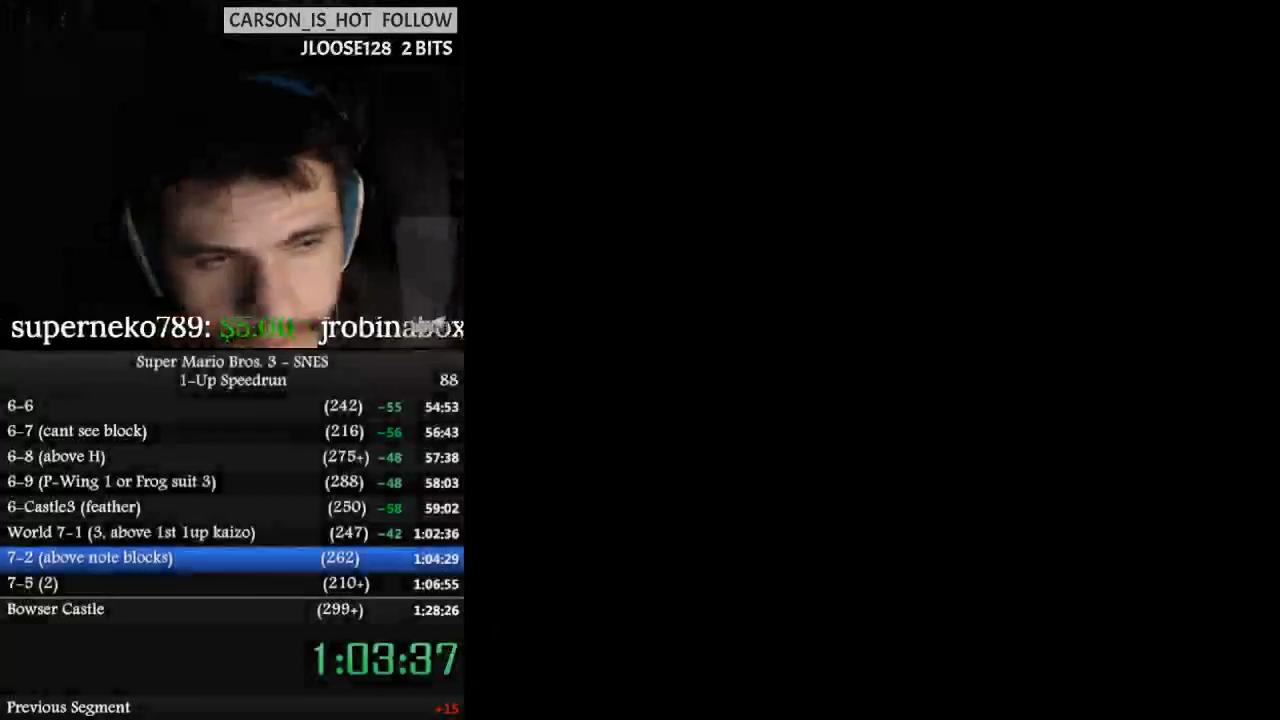 CARSON_IS_HOT FOLLOW
JLOOSE128 2 BITS
superneko789: $5.00 jrobinabox
Super Mario Bros. 3 - SNES
1-Up Speedrun 88
6-6 (242) -55 54:53
6-7 (cant see block) (216) -56 56:43
6-8 (above H) (275+) -48 57:38
6-9 (P-Wing 1 or Frog suit 3) (288) -48 58:03
6-Castle3 (feather) (250) -58 59:02
World 7-1 (3, above 1st 1up kaizo) (247) -42 1:02:36
7-2 (above note blocks) (262) 1:04:29
7-5 (2) (210+) 1:06:55
Bowser Castle (299+) 1:28:26
1:03:37
Previous Segment +15